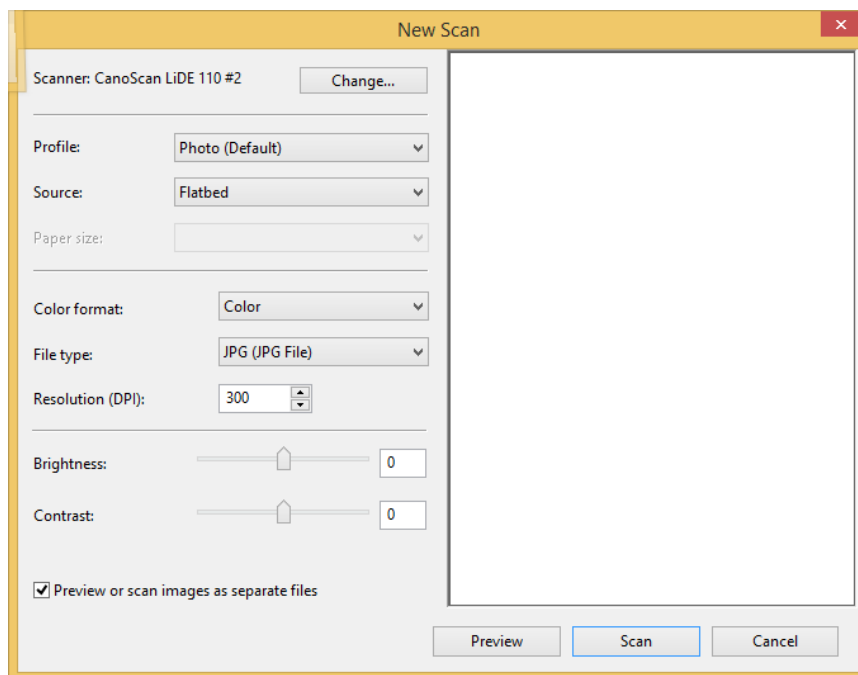 New Scan
Scanner: CanoScan LiDE 110 #2 Change...
Profile: Photo (Default)
Source: Flatbed
Paper size:
Color format: Color
File type: JPG (JPG File)
Resolution (DPI): 300
Brightness: 0
Contrast: 0
Preview or scan images as separate files
Preview Scan Cancel